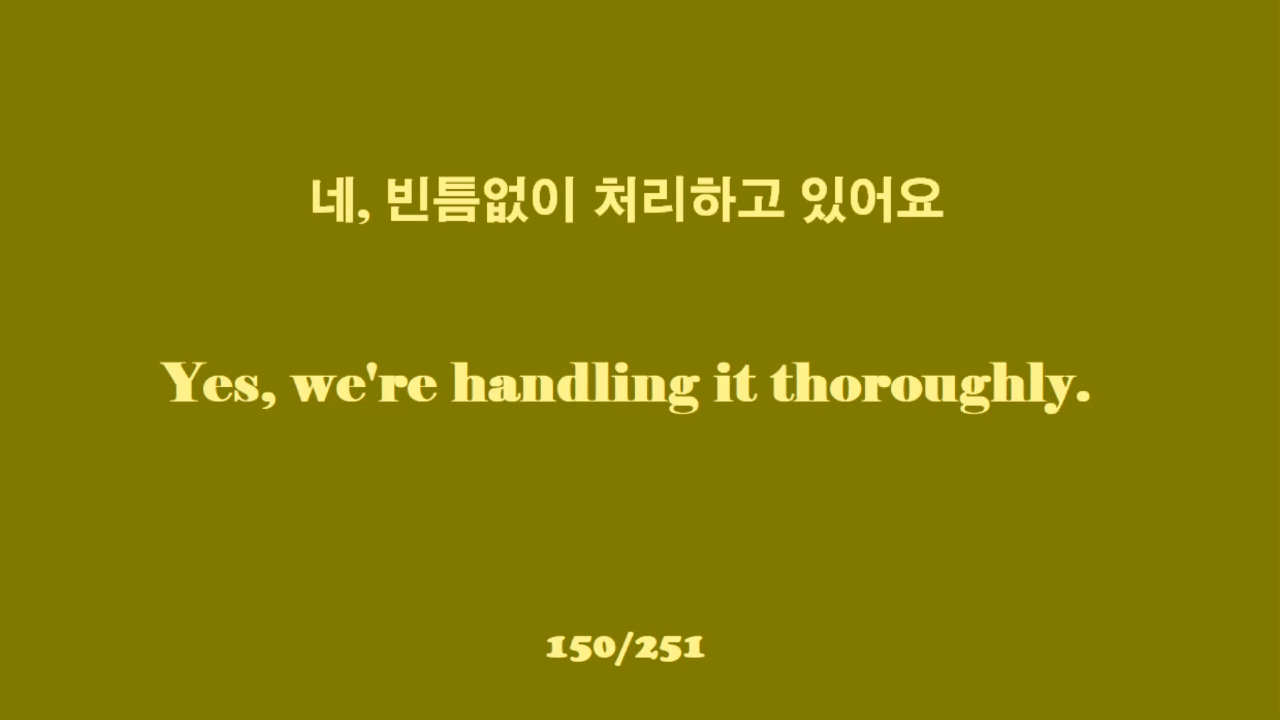 네, 빈틈없이 처리하고 있어요
Yes, we're handling it thoroughly.
150/251